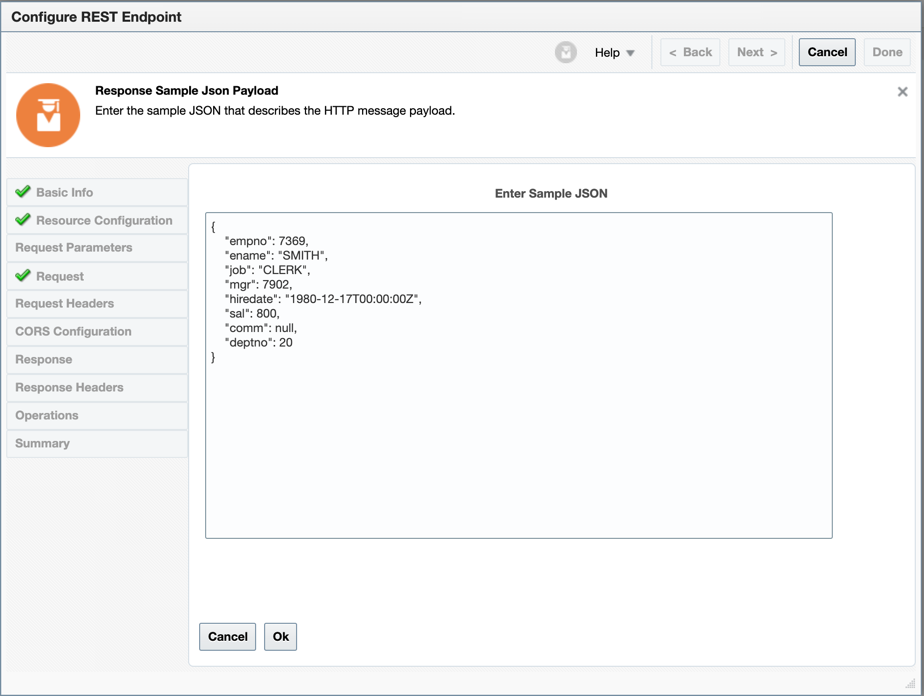 Configure REST Endpoint
Help
< Back
Next >
Cancel
Done
Response Sample Json Payload
Enter the sample JSON that describes the HTTP message payload.
Basic Info
Resource Configuration
Request Parameters
Request
Request Headers
CORS Configuration
Response
Response Headers
Operations
Summary
Enter Sample JSON
{
    "empno": 7369,
    "ename": "SMITH",
    "job": "CLERK",
    "mgr": 7902,
    "hiredate": "1980-12-17T00:00:00Z",
    "sal": 800,
    "comm": null,
    "deptno": 20
}
Cancel
Ok